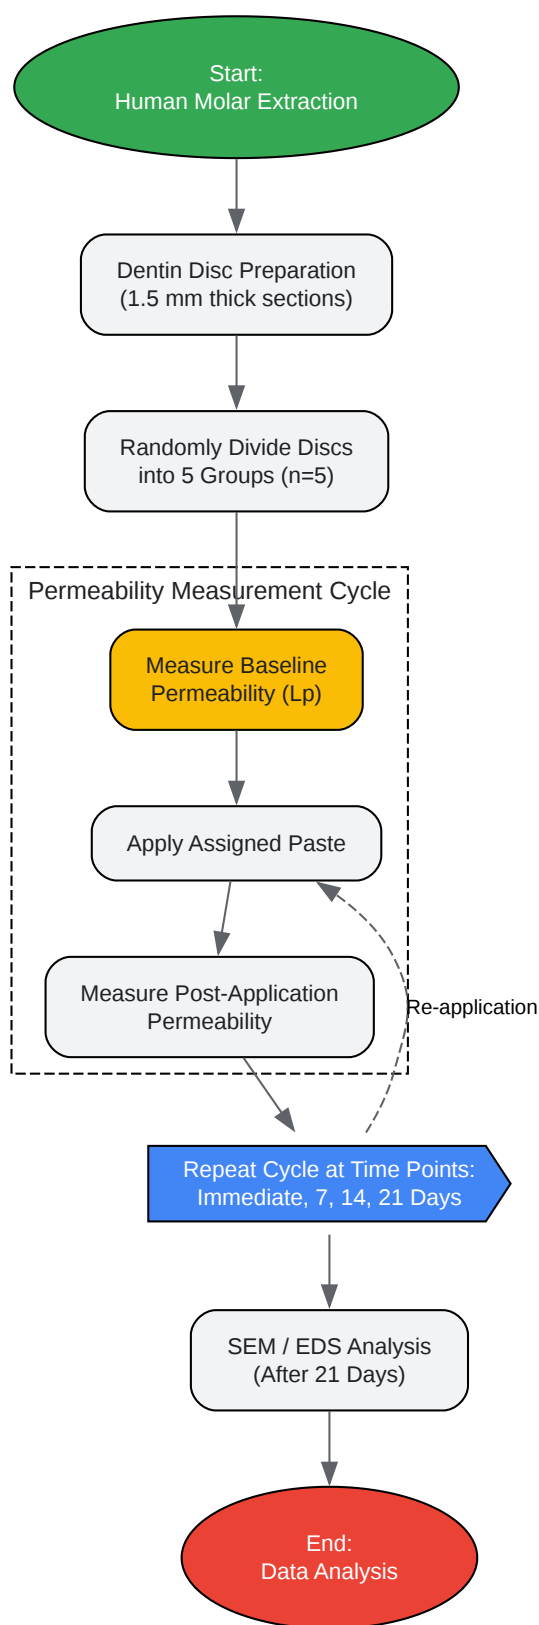 Start:
Human Molar Extraction
Dentin Disc Preparation
(1.5 mm thick sections)
Randomly Divide Discs
into 5 Groups (n=5)
Permeability Measurement Cycle
Measure Baseline
Permeability (Lp)
Apply Assigned Paste
Measure Post-Application
Permeability
Re-application
Repeat Cycle at Time Points:
Immediate, 7, 14, 21 Days
SEM / EDS Analysis
(After 21 Days)
End:
Data Analysis